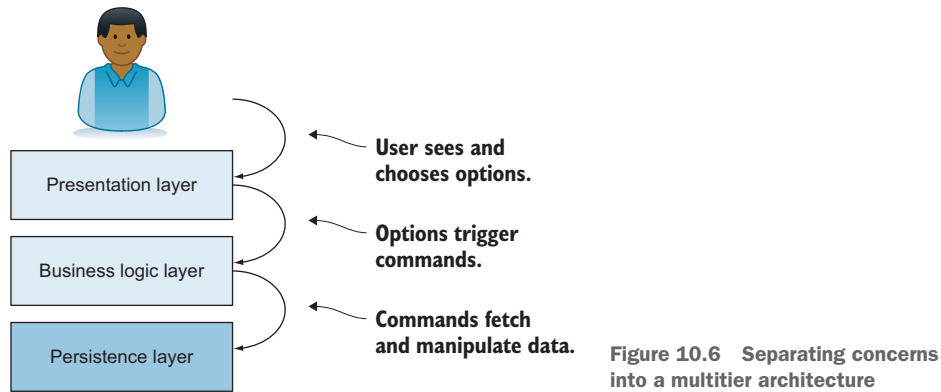 User sees and
chooses options.
Presentation layer
Options trigger
commands.
Business logic layer
Commands fetch
and manipulate data.
Persistence layer
Figure 10.6 Separating concerns
into a multitier architecture